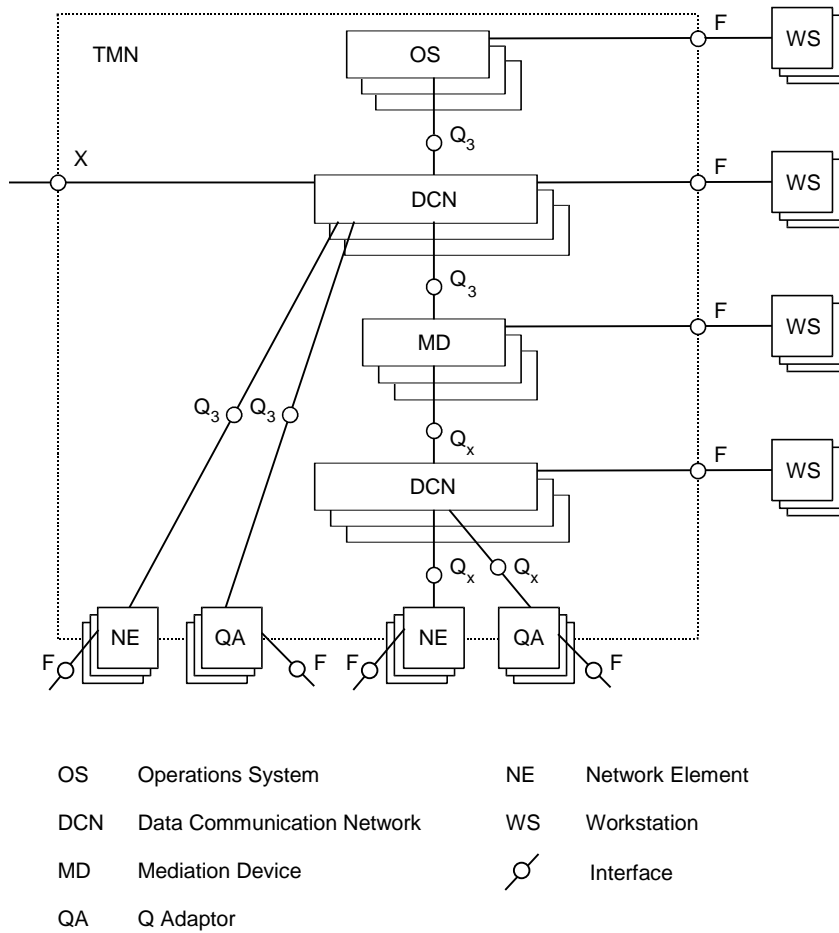 F
WS
TMN
OS
Q3
X
F
DCN
WS
Q3
F
MD
WS
Q3 Q3
Qx
F
DCN
WS
Qx Qx
NE QA NE QA
F F F F
OS Operations System NE Network Element
DCN Data Communication Network WS Workstation
MD Mediation Device Interface
QA Q Adaptor